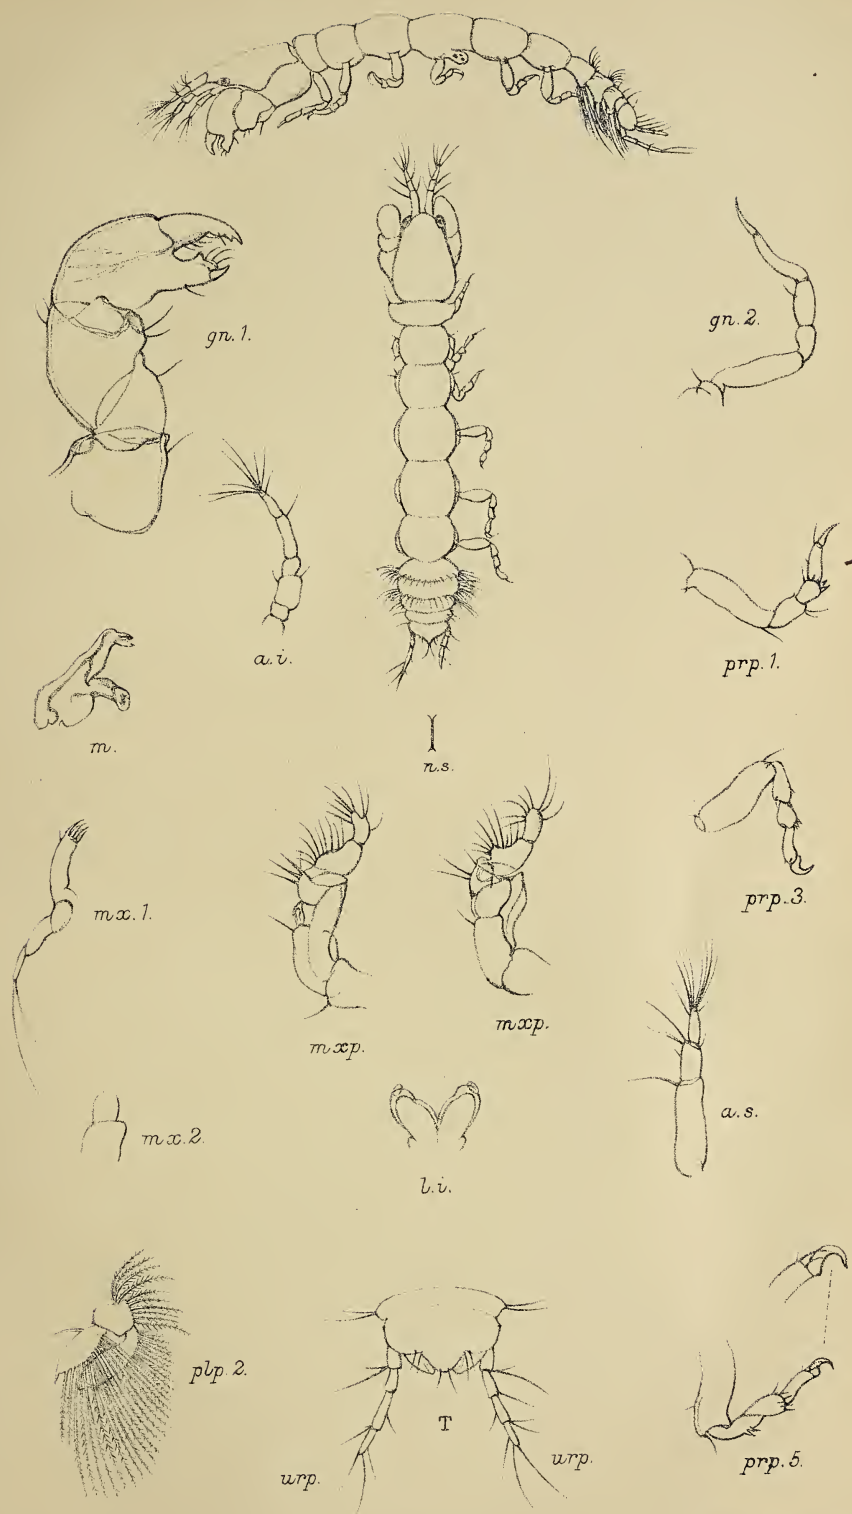 gn. 1.
gn. 2.
a. i.
prp. 1.
m.
n.s.
mx. 1.
prp. 3.
mxp.
mxp.
a.s.
mx. 2.
l. i.
plp. 2.
T
urp.
urp.
prp. 5.